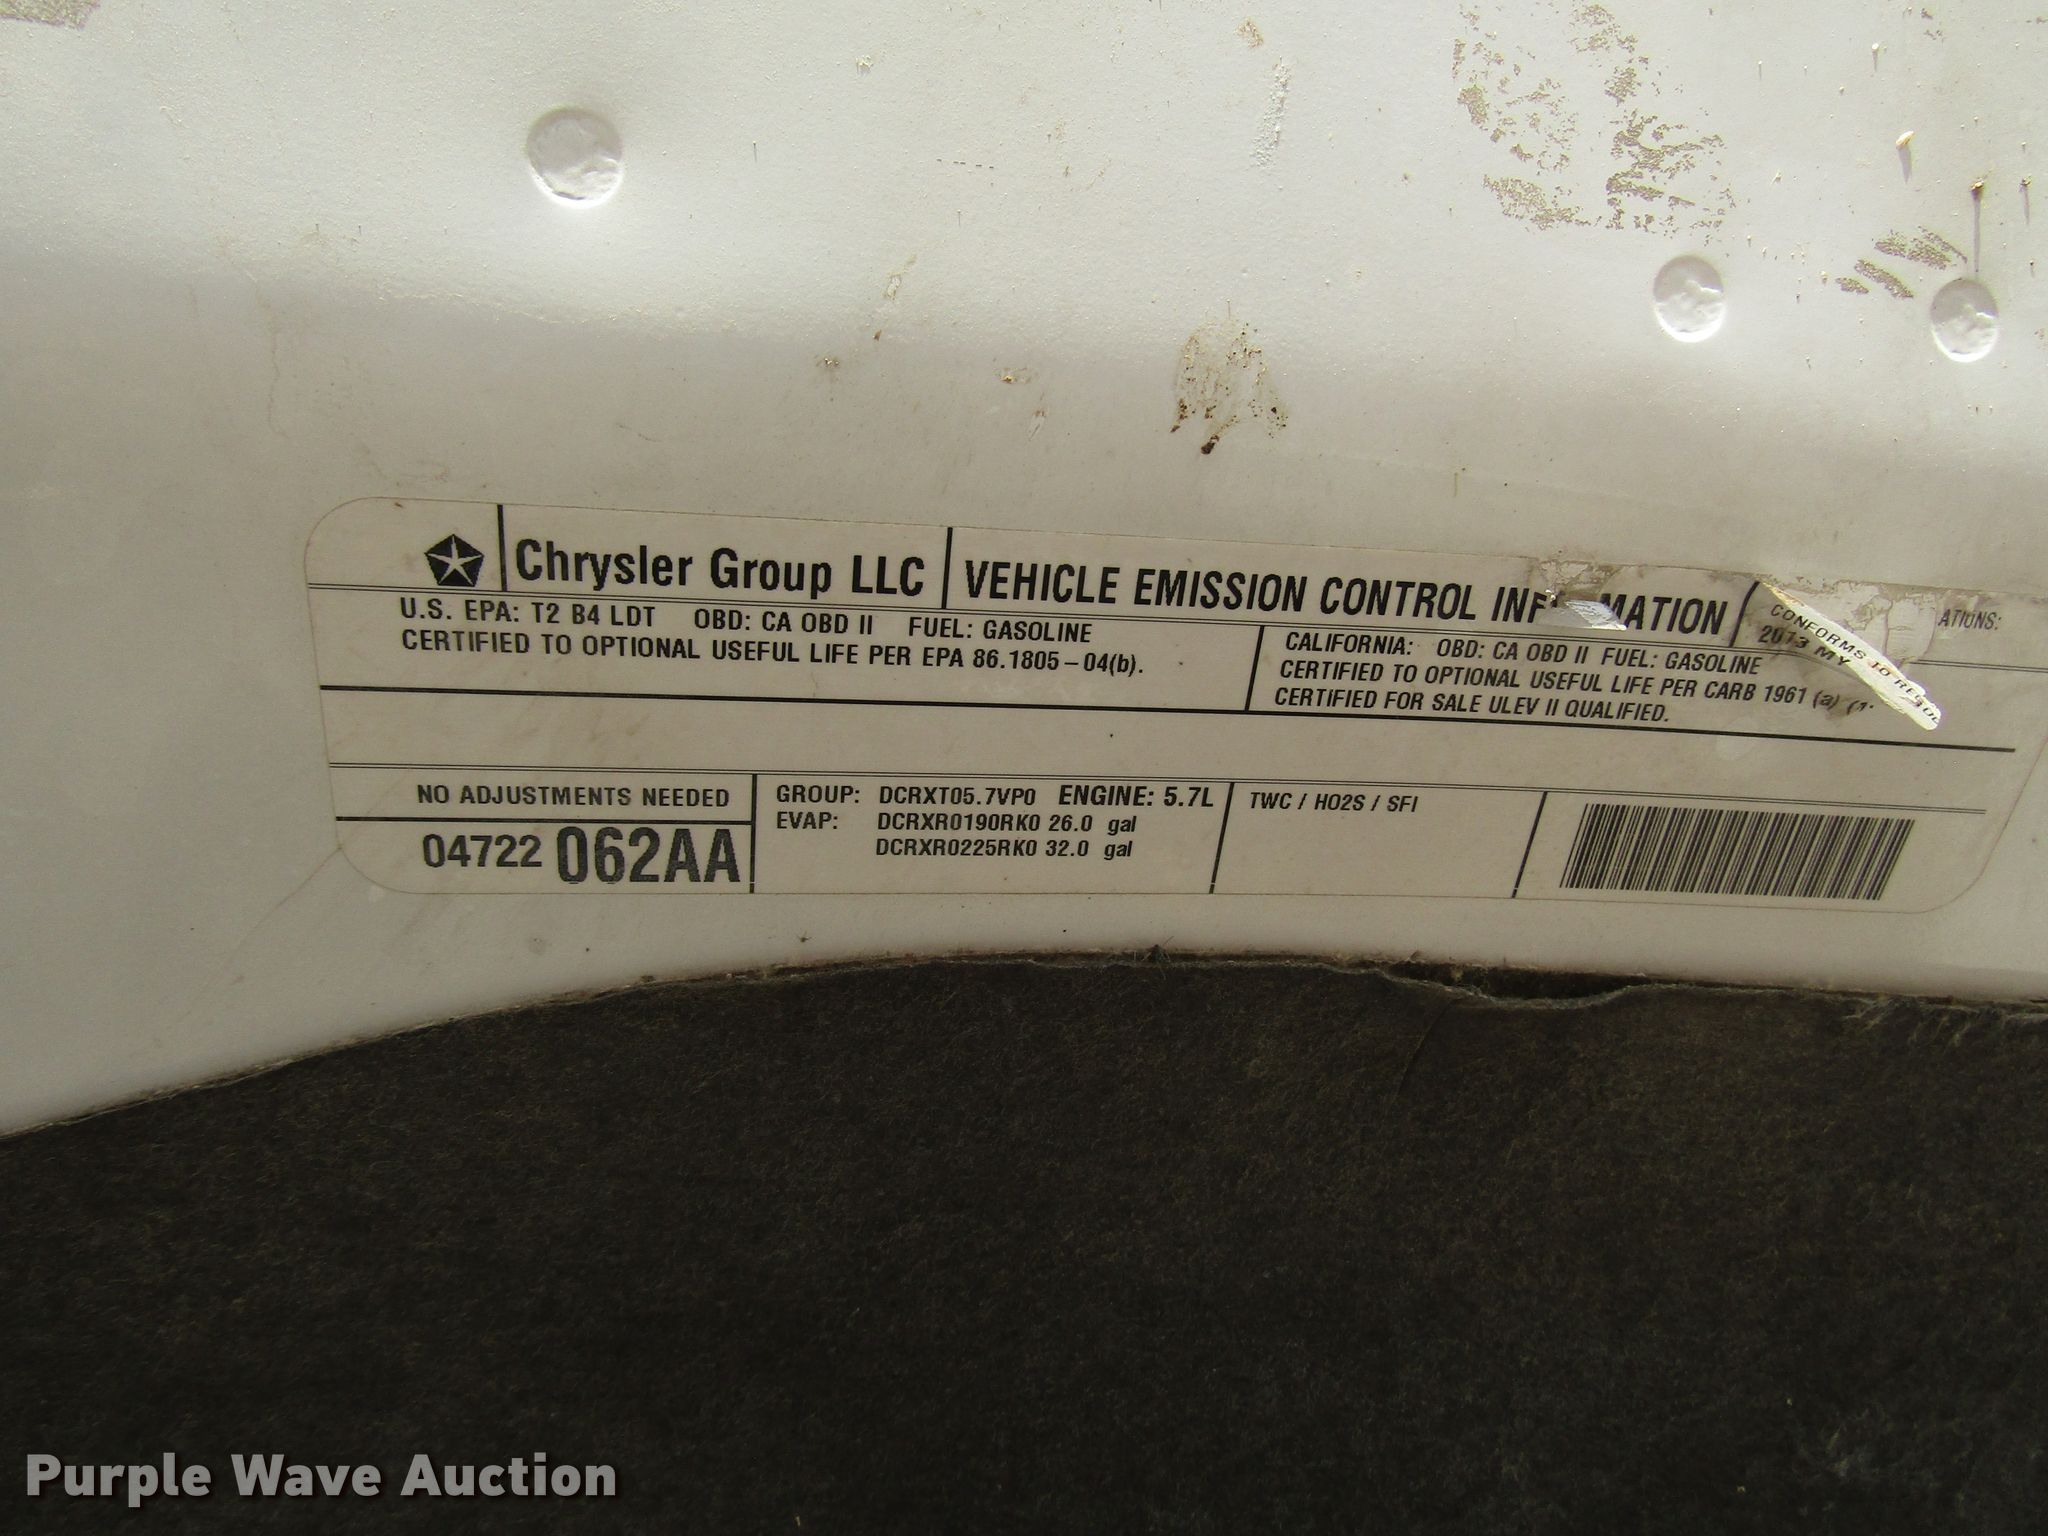 Chrysler Group LLC VEHICLE EMISSION CONTROL INF MATION CONFORMS TO REGUL ATIONS:
2013 MY
U.S. EPA: T2 B4 LDT OBD: CA OBD II FUEL: GASOLINE
CERTIFIED TO OPTIONAL USEFUL LIFE PER EPA 86.1805-04(b).
CALIFORNIA: OBD: CA OBD II FUEL: GASOLINE
CERTIFIED TO OPTIONAL USEFUL LIFE PER CARB 1961 (a)
CERTIFIED FOR SALE ULEV II QUALIFIED.
NO ADJUSTMENTS NEEDED
04722 062AA
GROUP: DCRXT05.7VP0 ENGINE: 5.7L
EVAP: DCRXR0190RK0 26.0 gal
DCRXR0225RK0 32.0 gal
TWC / HO2S / SFI
Purple Wave Auction